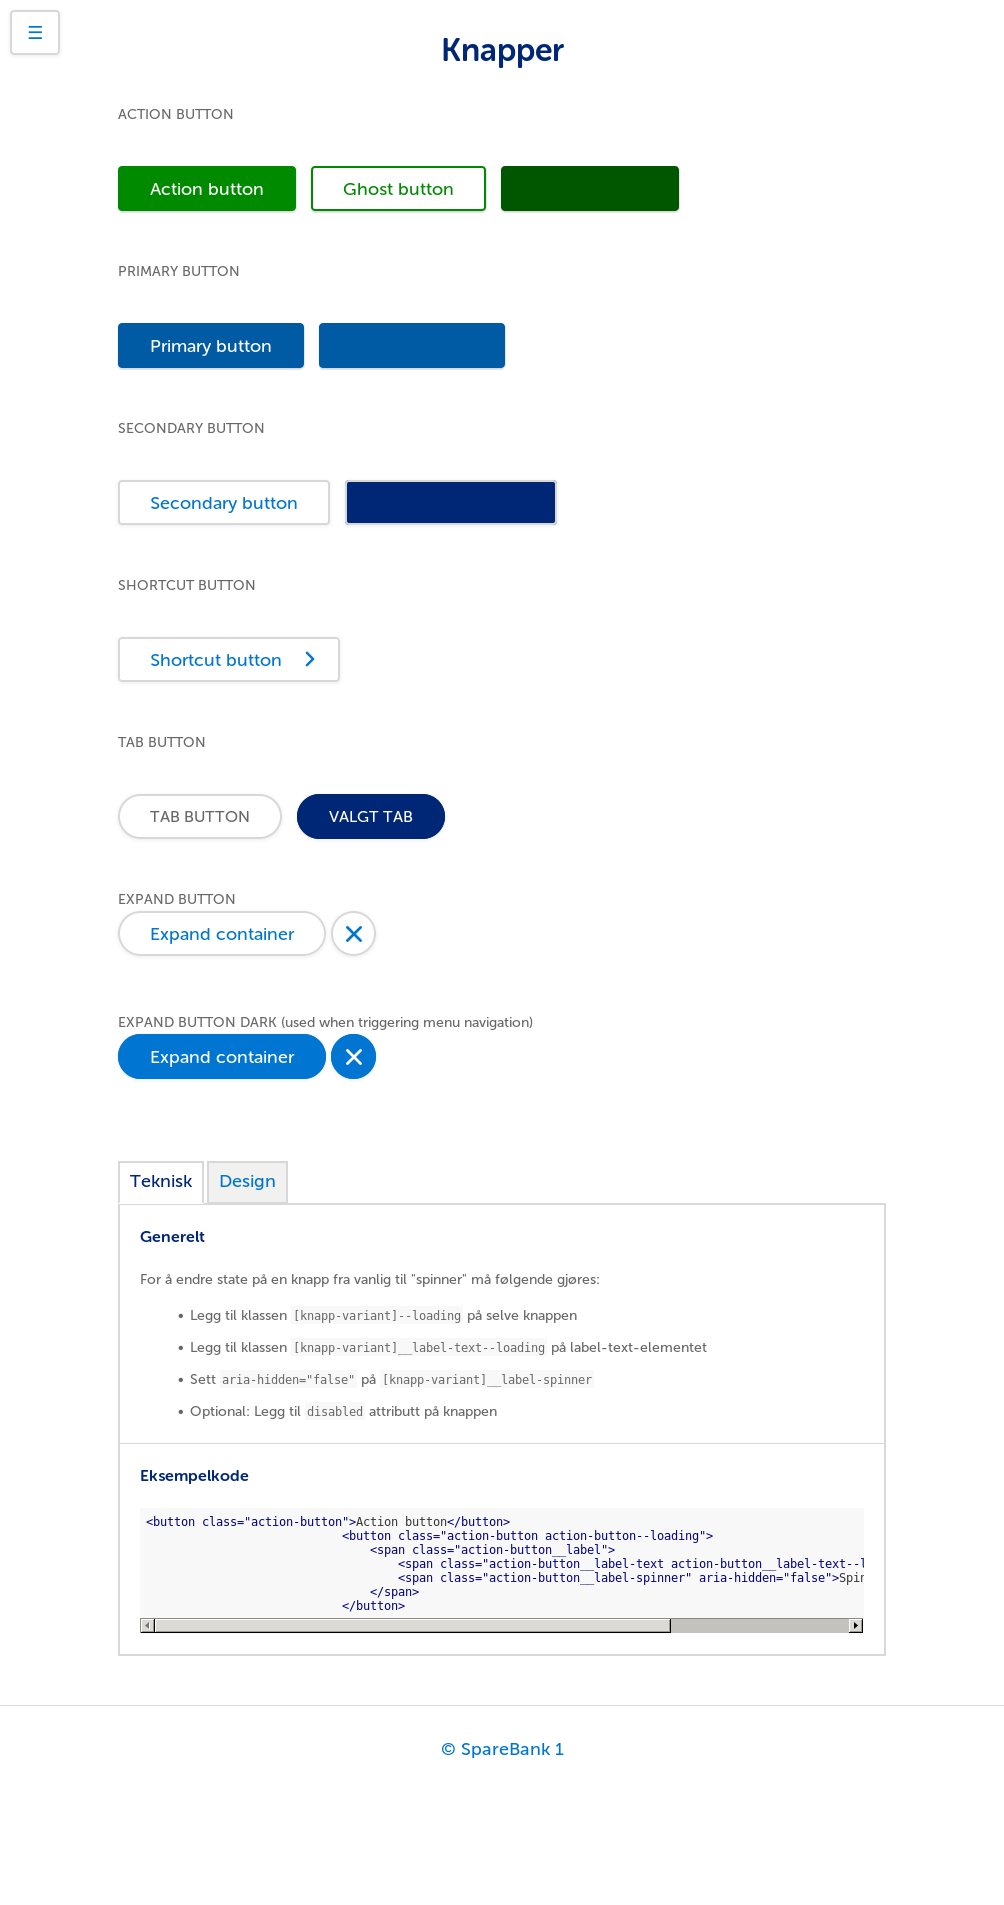 ☰
Knapper
ACTION BUTTON
Action button Ghost button
PRIMARY BUTTON
Primary button
SECONDARY BUTTON
Secondary button
SHORTCUT BUTTON
Shortcut button
TAB BUTTON
TAB BUTTON VALGT TAB
EXPAND BUTTON
Expand container
EXPAND BUTTON DARK (used when triggering menu navigation)
Expand container
Teknisk Design
Generelt
For å endre state på en knapp fra vanlig til "spinner" må følgende gjøres:
• Legg til klassen [knapp-variant]--loading på selve knappen
• Legg til klassen [knapp-variant]__label-text--loading på label-text-elementet
• Sett aria-hidden="false" på [knapp-variant]__label-spinner
• Optional: Legg til disabled attributt på knappen
Eksempelkode
<button class="action-button">Action button</button>
<button class="action-button action-button--loading">
<span class="action-button__label">
<span class="action-button__label-text action-button__label-text--l
<span class="action-button__label-spinner" aria-hidden="false">Spin
</span>
</button>
© SpareBank 1